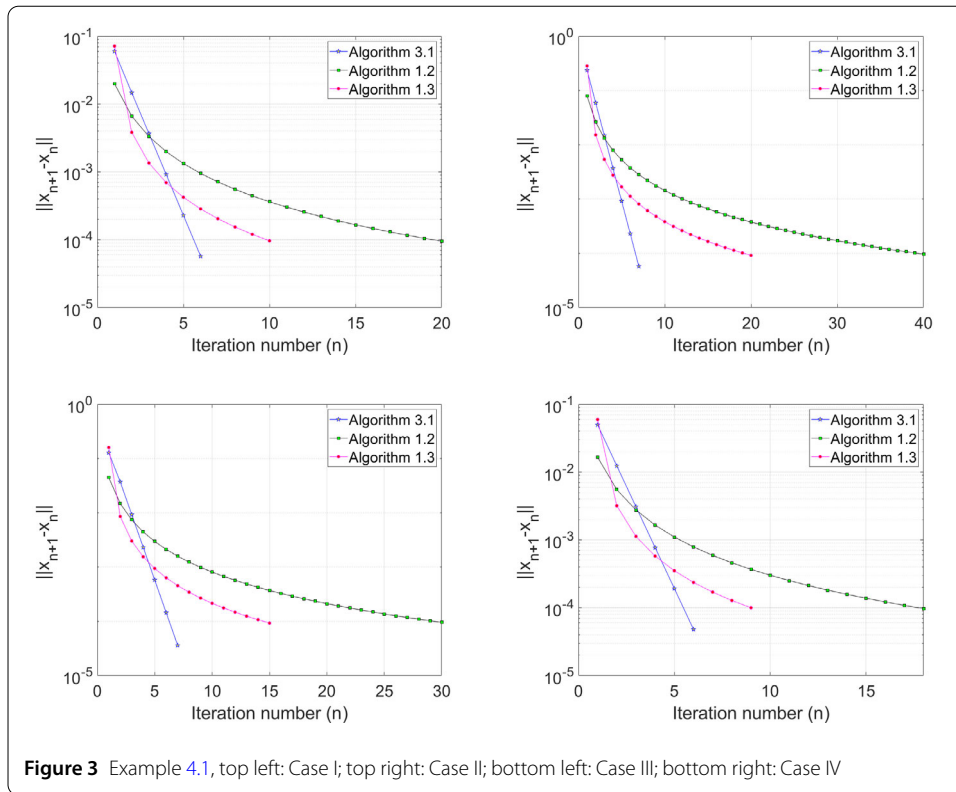 10^-1
10^-2
10^-3
10^-4
10^-5
||x_{n+1}-x_n||
0 5 10 15 20
Iteration number (n)
Algorithm 3.1
Algorithm 1.2
Algorithm 1.3
10^0
10^-5
||x_{n+1}-x_n||
0 10 20 30 40
Iteration number (n)
Algorithm 3.1
Algorithm 1.2
Algorithm 1.3
10^0
10^-5
||x_{n+1}-x_n||
0 5 10 15 20 25 30
Iteration number (n)
Algorithm 3.1
Algorithm 1.2
Algorithm 1.3
10^-1
10^-2
10^-3
10^-4
10^-5
||x_{n+1}-x_n||
0 5 10 15
Iteration number (n)
Algorithm 3.1
Algorithm 1.2
Algorithm 1.3
Figure 3 Example 4.1, top left: Case I; top right: Case II; bottom left: Case III; bottom right: Case IV